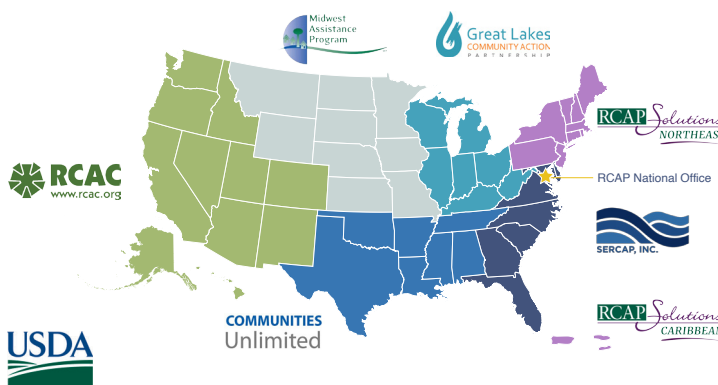 Midwest
Assistance
Program
Great Lakes
COMMUNITY ACTION
PARTNERSHIP
RCAP Solutions
NORTHEAST
RCAC
www.rcac.org
RCAP National Office
SERCAP, INC.
COMMUNITIES
Unlimited
RCAP Solutions
CARIBBEAN
USDA